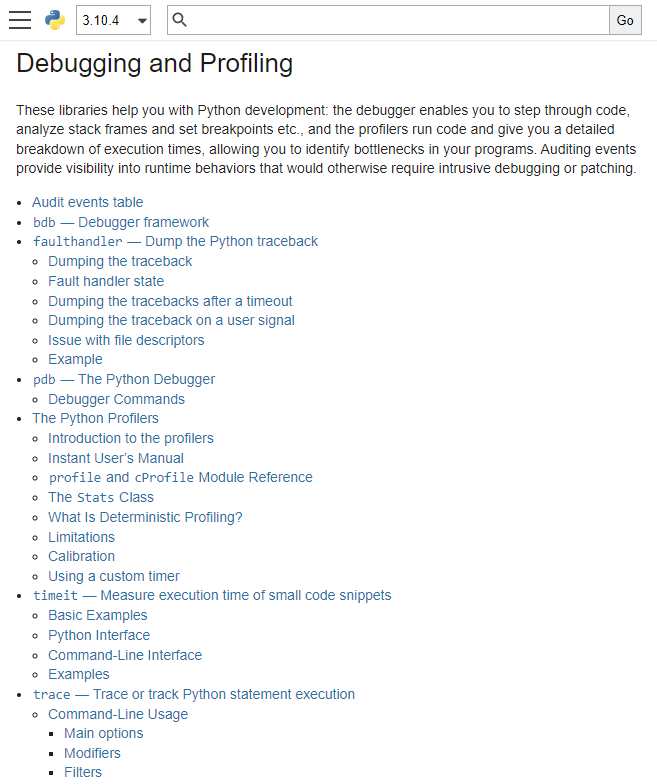 3.10.4
Go
Debugging and Profiling
These libraries help you with Python development: the debugger enables you to step through code,
analyze stack frames and set breakpoints etc., and the profilers run code and give you a detailed
breakdown of execution times, allowing you to identify bottlenecks in your programs. Auditing events
provide visibility into runtime behaviors that would otherwise require intrusive debugging or patching.
Audit events table
bdb — Debugger framework
faulthandler — Dump the Python traceback
Dumping the traceback
Fault handler state
Dumping the tracebacks after a timeout
Dumping the traceback on a user signal
Issue with file descriptors
Example
pdb — The Python Debugger
Debugger Commands
The Python Profilers
Introduction to the profilers
Instant User’s Manual
profile and cProfile Module Reference
The Stats Class
What Is Deterministic Profiling?
Limitations
Calibration
Using a custom timer
timeit — Measure execution time of small code snippets
Basic Examples
Python Interface
Command-Line Interface
Examples
trace — Trace or track Python statement execution
Command-Line Usage
Main options
Modifiers
Filters